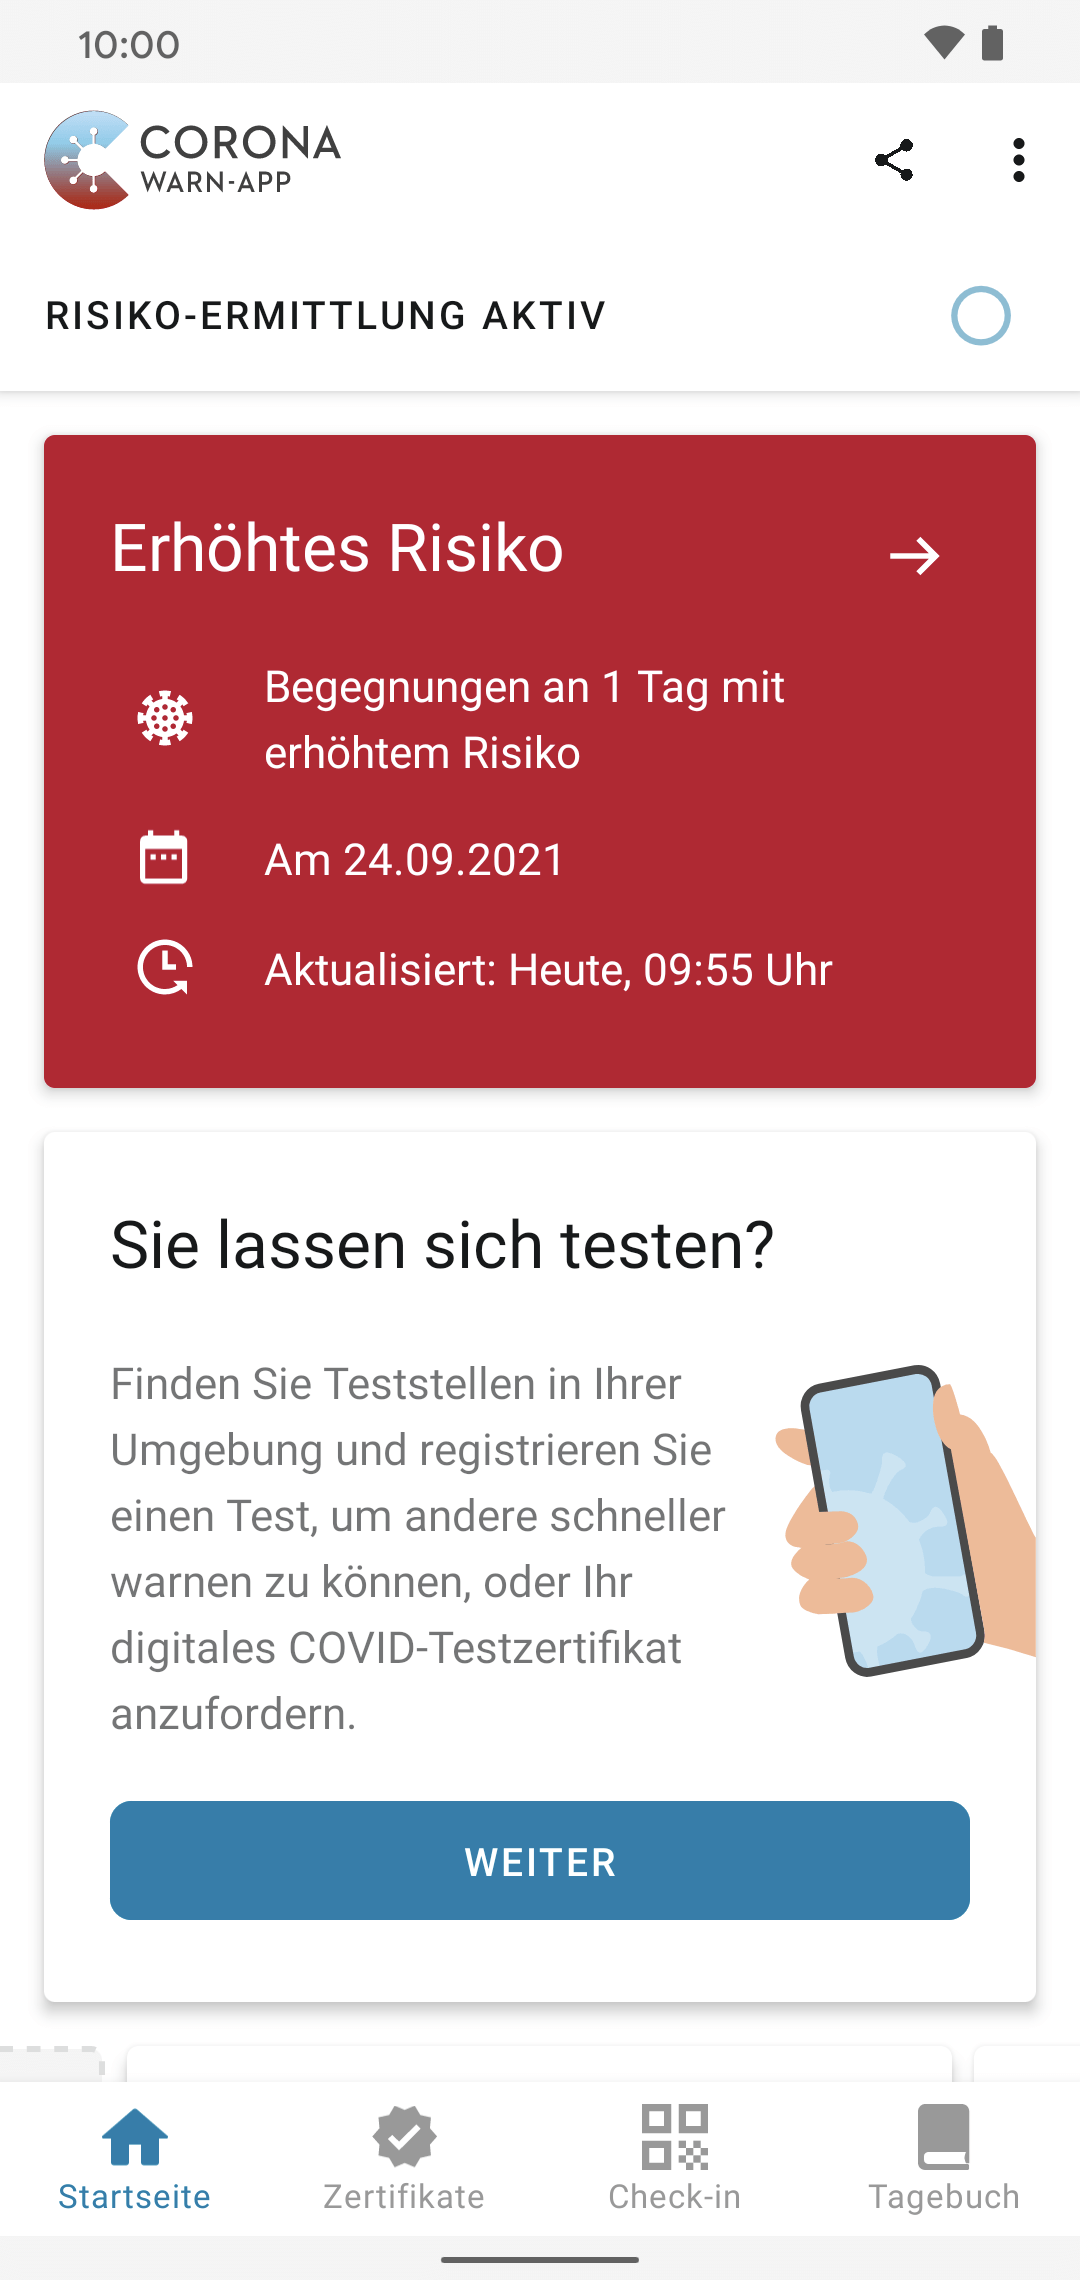 10:00
CORONA
WARN-APP
RISIKO-ERMITTLUNG AKTIV
Erhöhtes Risiko
Begegnungen an 1 Tag mit
erhöhtem Risiko
Am 24.09.2021
Aktualisiert: Heute, 09:55 Uhr
Sie lassen sich testen?
Finden Sie Teststellen in Ihrer
Umgebung und registrieren Sie
einen Test, um andere schneller
warnen zu können, oder Ihr
digitales COVID-Testzertifikat
anzufordern.
WEITER
Startseite
Zertifikate
Check-in
Tagebuch